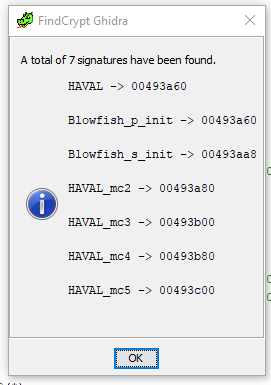 FindCrypt Ghidra
A total of 7 signatures have been found.
HAVAL -> 00493a60
Blowfish_p_init -> 00493a60
Blowfish_s_init -> 00493aa8
HAVAL_mc2 -> 00493a80
HAVAL_mc3 -> 00493b00
HAVAL_mc4 -> 00493b80
HAVAL_mc5 -> 00493c00
OK